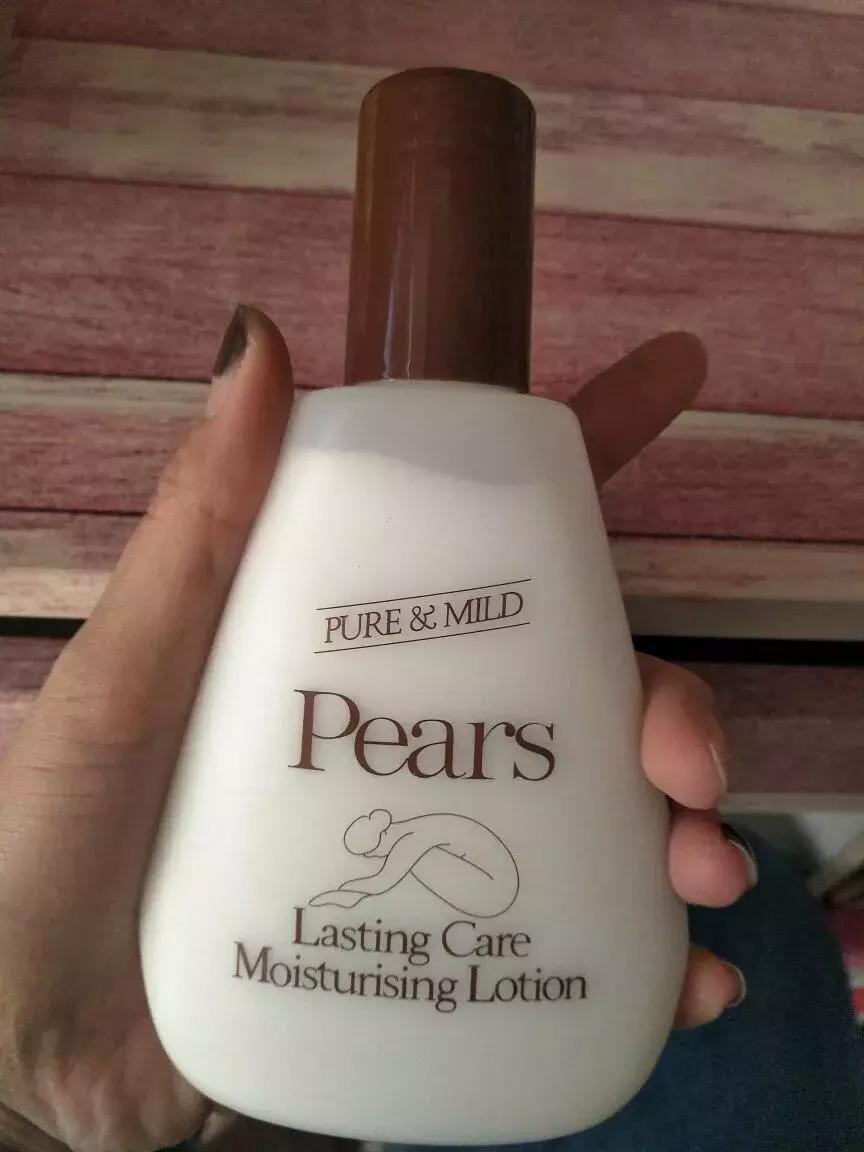 PURE & MILD
Pears
Lasting Care
Moisturising Lotion